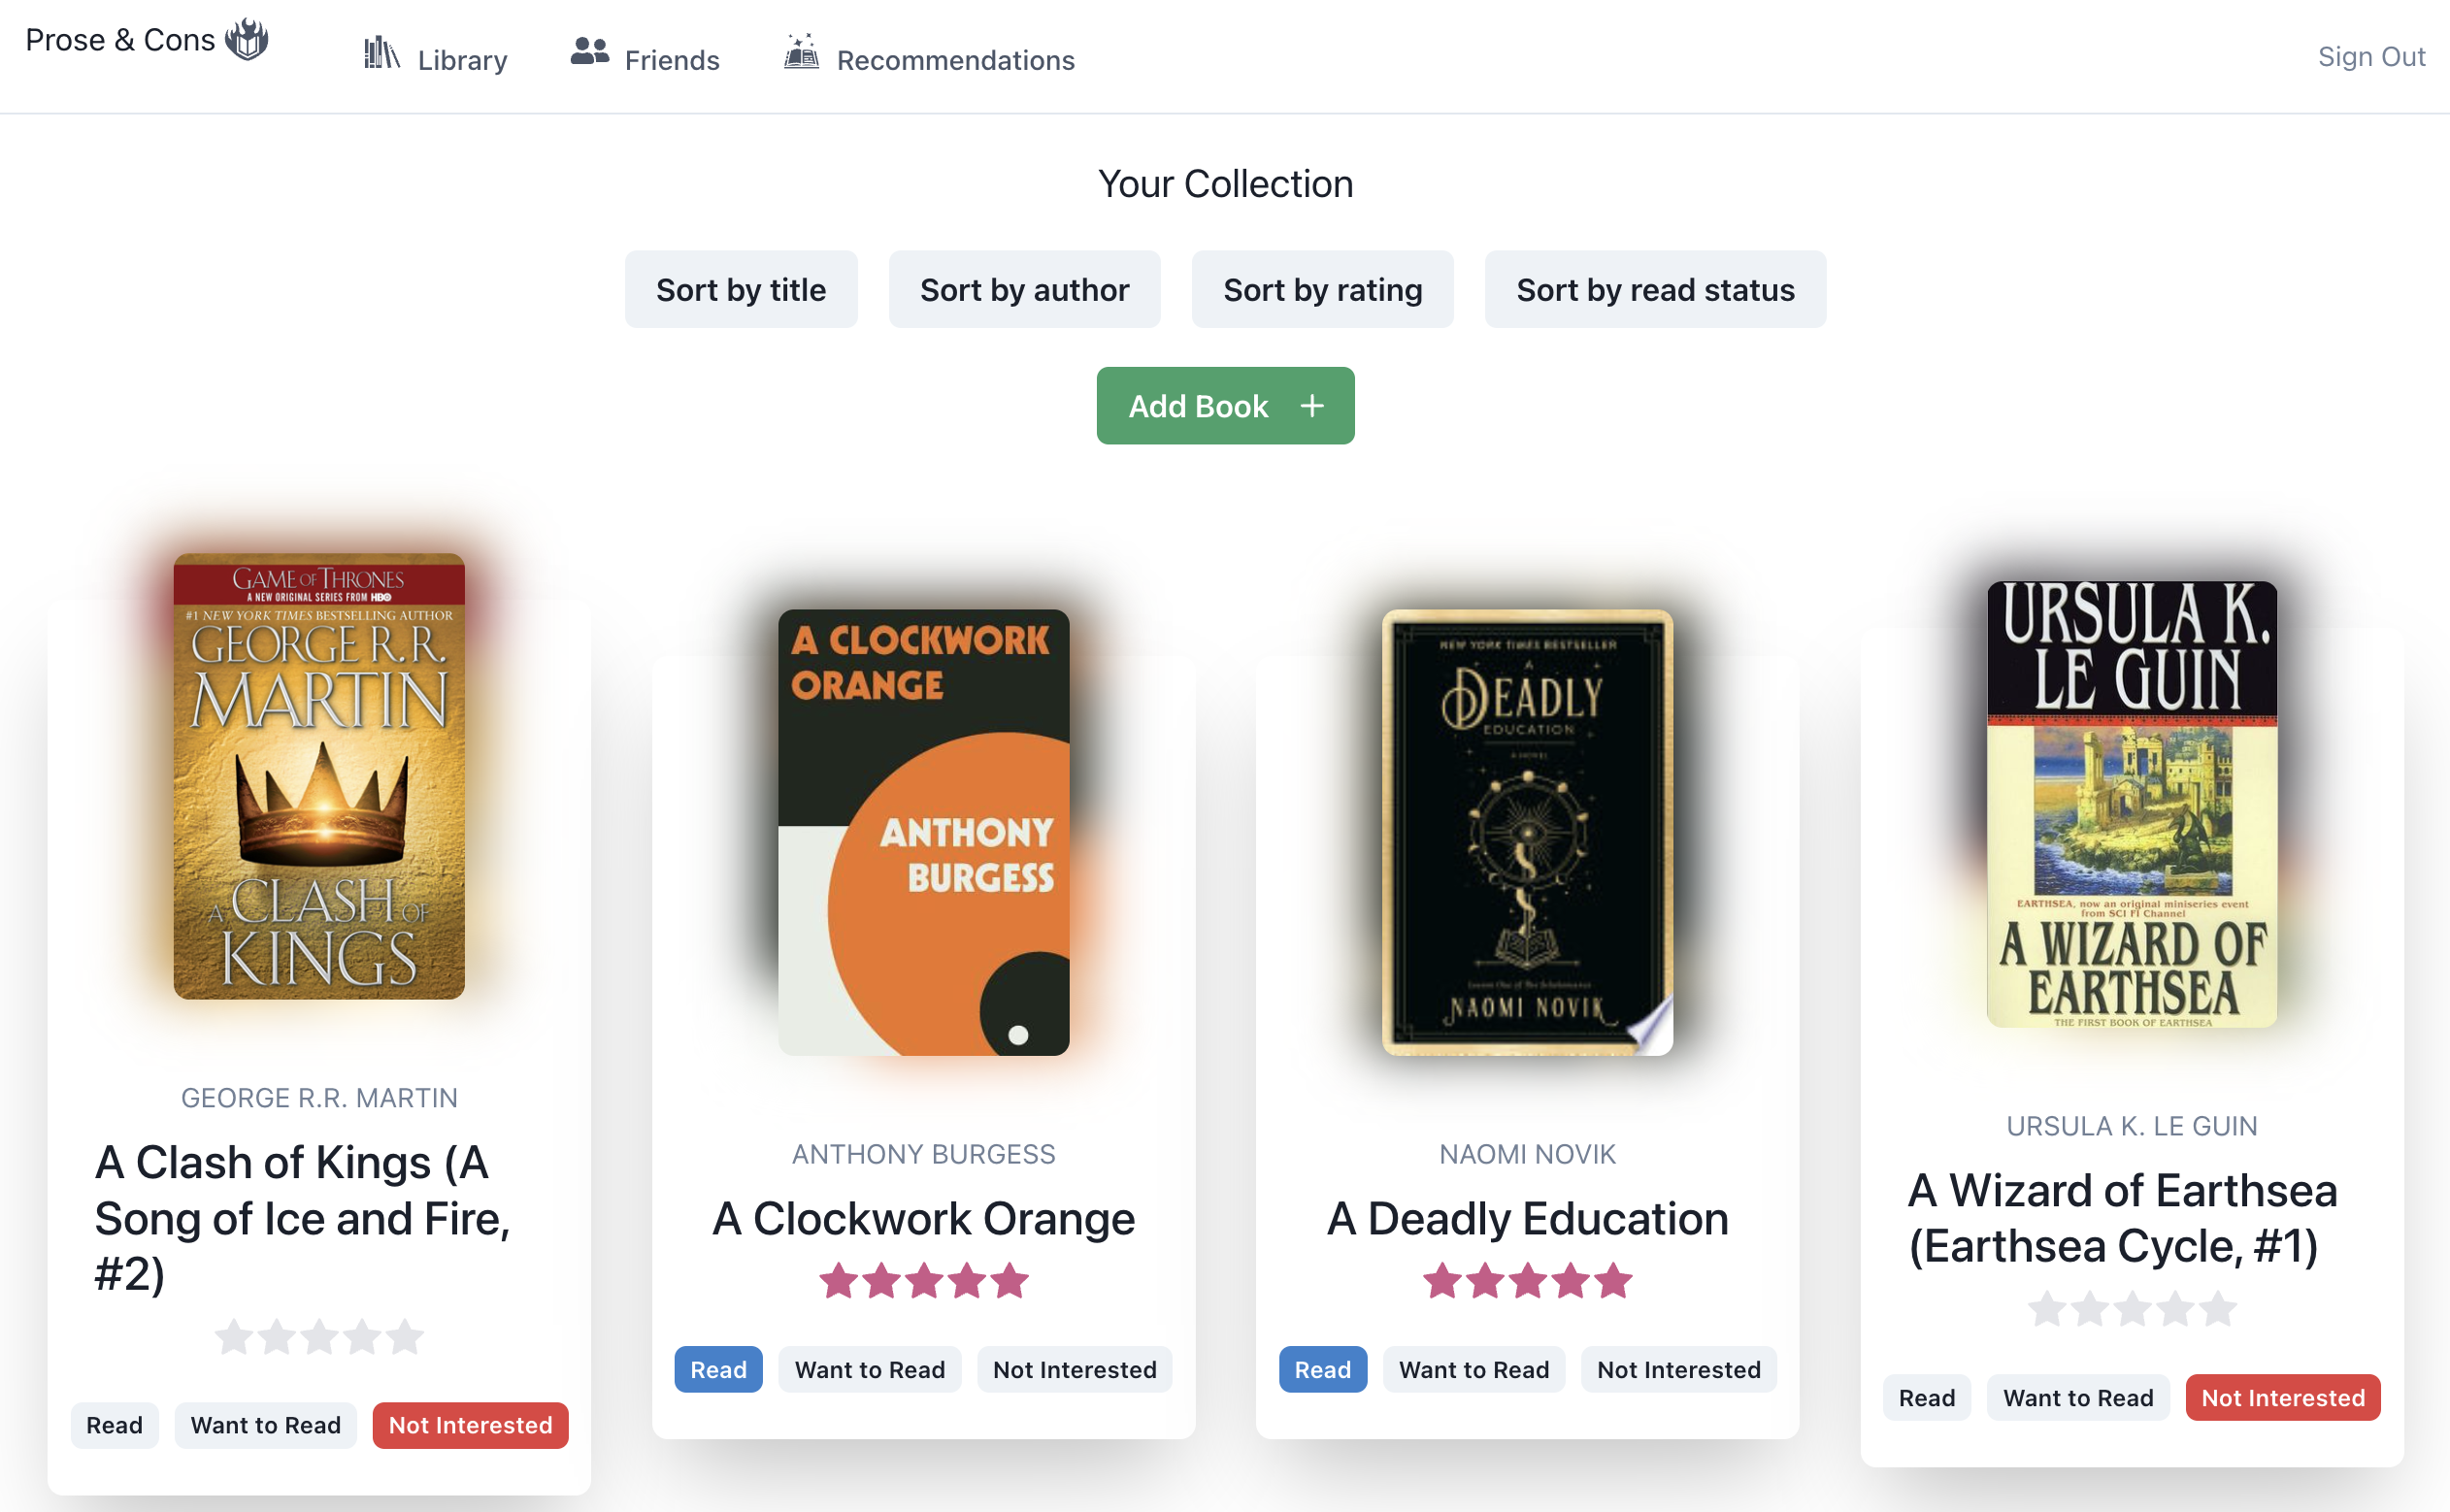 Prose & Cons
Library
Friends
Recommendations
Sign Out
Your Collection
Sort by title
Sort by author
Sort by rating
Sort by read status
Add Book +
GAME OF THRONES
A NEW ORIGINAL SERIES FROM HBO
#1 NEW YORK TIMES BESTSELLING AUTHOR
GEORGE R.R.
MARTIN
A CLASH OF
KINGS
GEORGE R.R. MARTIN
A Clash of Kings (A
Song of Ice and Fire,
#2)
Read
Want to Read
Not Interested
A CLOCKWORK
ORANGE
ANTHONY
BURGESS
ANTHONY BURGESS
A Clockwork Orange
Read
Want to Read
Not Interested
NEW YORK TIMES BESTSELLER
A
DEADLY
EDUCATION
A NOVEL
Lesson One of The Scholomance
NAOMI NOVIK
NAOMI NOVIK
A Deadly Education
Read
Want to Read
Not Interested
URSULA K.
LE GUIN
EARTHSEA, now an original miniseries event
from SCI FI Channel
A WIZARD OF
EARTHSEA
THE FIRST BOOK OF EARTHSEA
URSULA K. LE GUIN
A Wizard of Earthsea
(Earthsea Cycle, #1)
Read
Want to Read
Not Interested